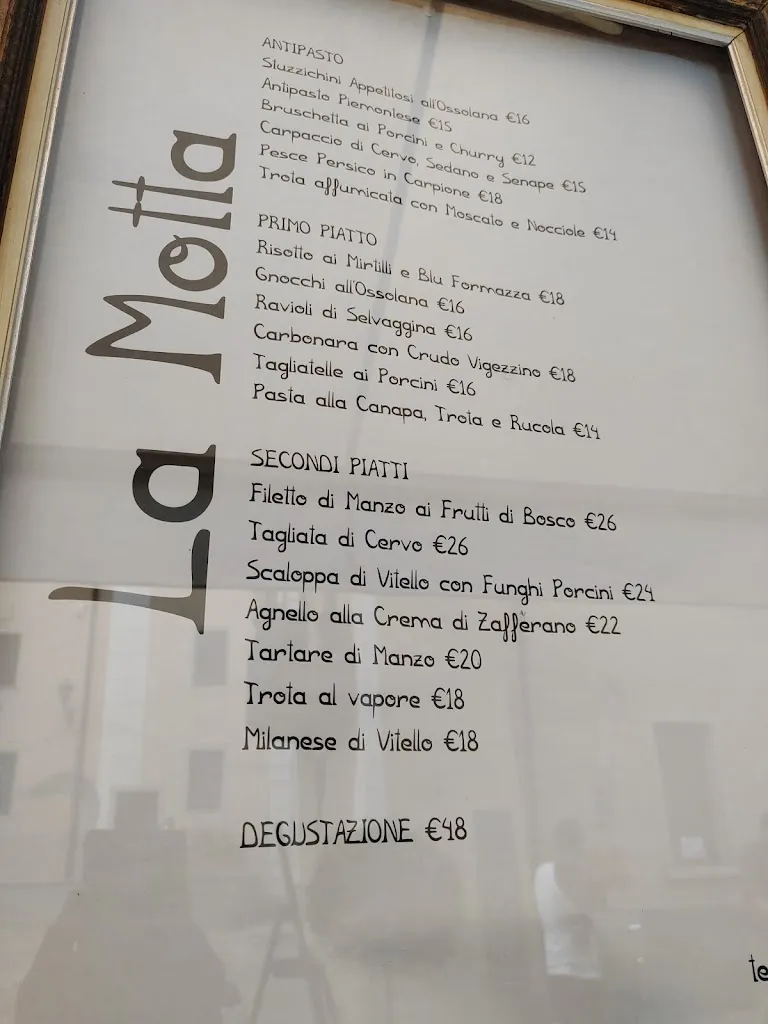 La Motta
ANTIPASTO
Stuzzichini Appetitosi all'Ossolana €16
Antipasto Piemontese €15
Bruschetta ai Porcini e Churry €12
Carpaccio di Cervo, Sedano e Senape €15
Pesce Persico in Carpione €18
Trota affumicata con Moscato e Nocciole €14
PRIMO PIATTO
Risotto ai Mirtilli e Blu Formazza €18
Gnocchi all'Ossolana €16
Ravioli di Selvaggina €16
Carbonara con Crudo Vigezzino €18
Tagliatelle ai Porcini €16
Pasta alla Canapa, Trota e Rucola €14
SECONDI PIATTI
Filetto di Manzo ai Frutti di Bosco €26
Tagliata di Cervo €26
Scaloppa di Vitello con Funghi Porcini €24
Agnello alla Crema di Zafferano €22
Tartare di Manzo €20
Trota al vapore €18
Milanese di Vitello €18
DEGUSTAZIONE €48
te